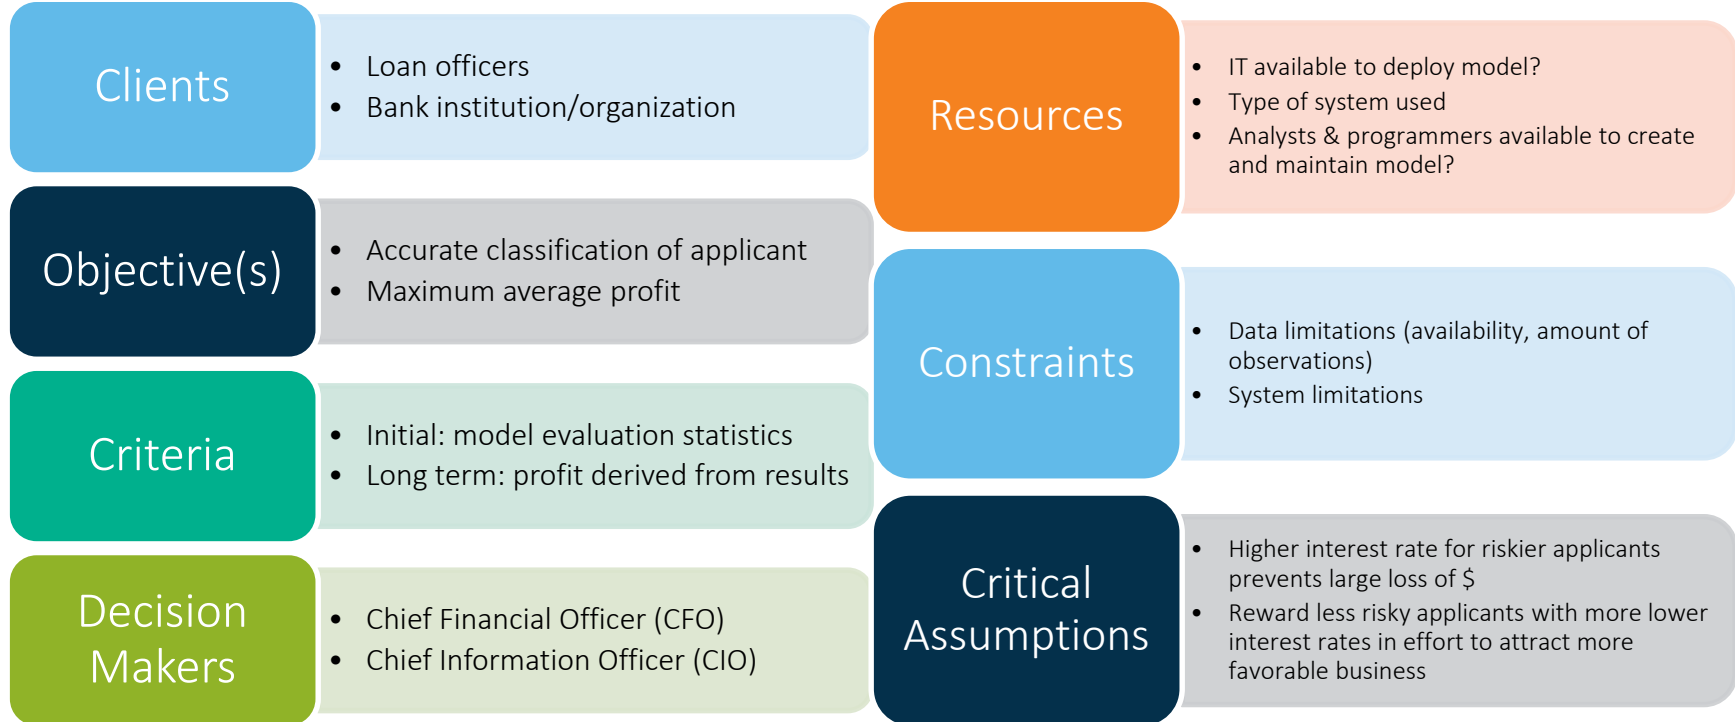 Clients
• Loan officers
• Bank institution/organization
Objective(s)
• Accurate classification of applicant
• Maximum average profit
Criteria
• Initial: model evaluation statistics
• Long term: profit derived from results
Decision
Makers
• Chief Financial Officer (CFO)
• Chief Information Officer (CIO)
Resources
• IT available to deploy model?
• Type of system used
• Analysts & programmers available to create
and maintain model?
Constraints
• Data limitations (availability, amount of
observations)
• System limitations
Critical
Assumptions
• Higher interest rate for riskier applicants
prevents large loss of $
• Reward less risky applicants with more lower
interest rates in effort to attract more
favorable business